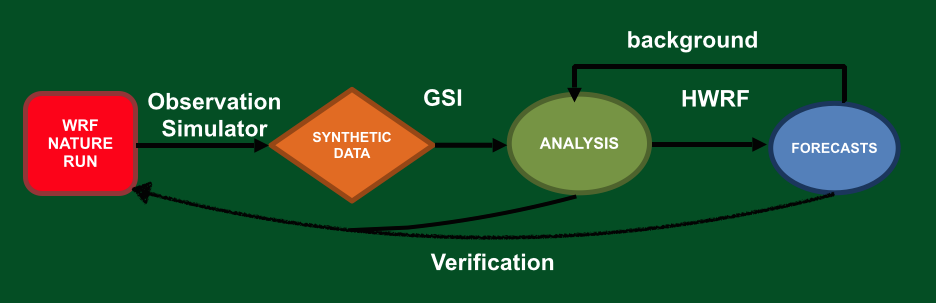 background
Observation
Simulator
GSI
HWRF
WRF
NATURE
RUN
SYNTHETIC
DATA
ANALYSIS
FORECASTS
Verification